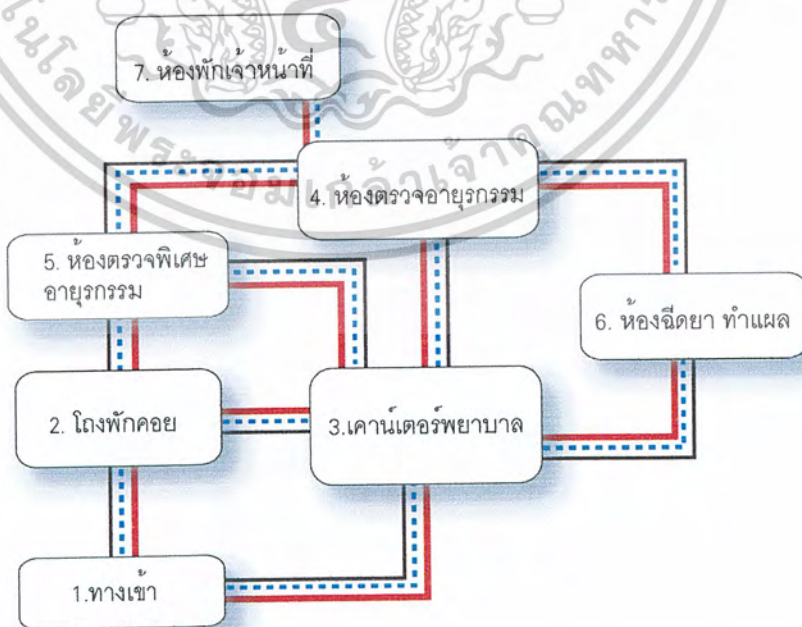 7. ห้องพักเจ้าหน้าที่
4. ห้องตรวจอายุรกรรม
5. ห้องตรวจพิเศษ
อายุรกรรม
6. ห้องฉีดยา ทำแผล
2. โถงพักคอย
3.เคาน์เตอร์พยาบาล
1.ทางเข้า